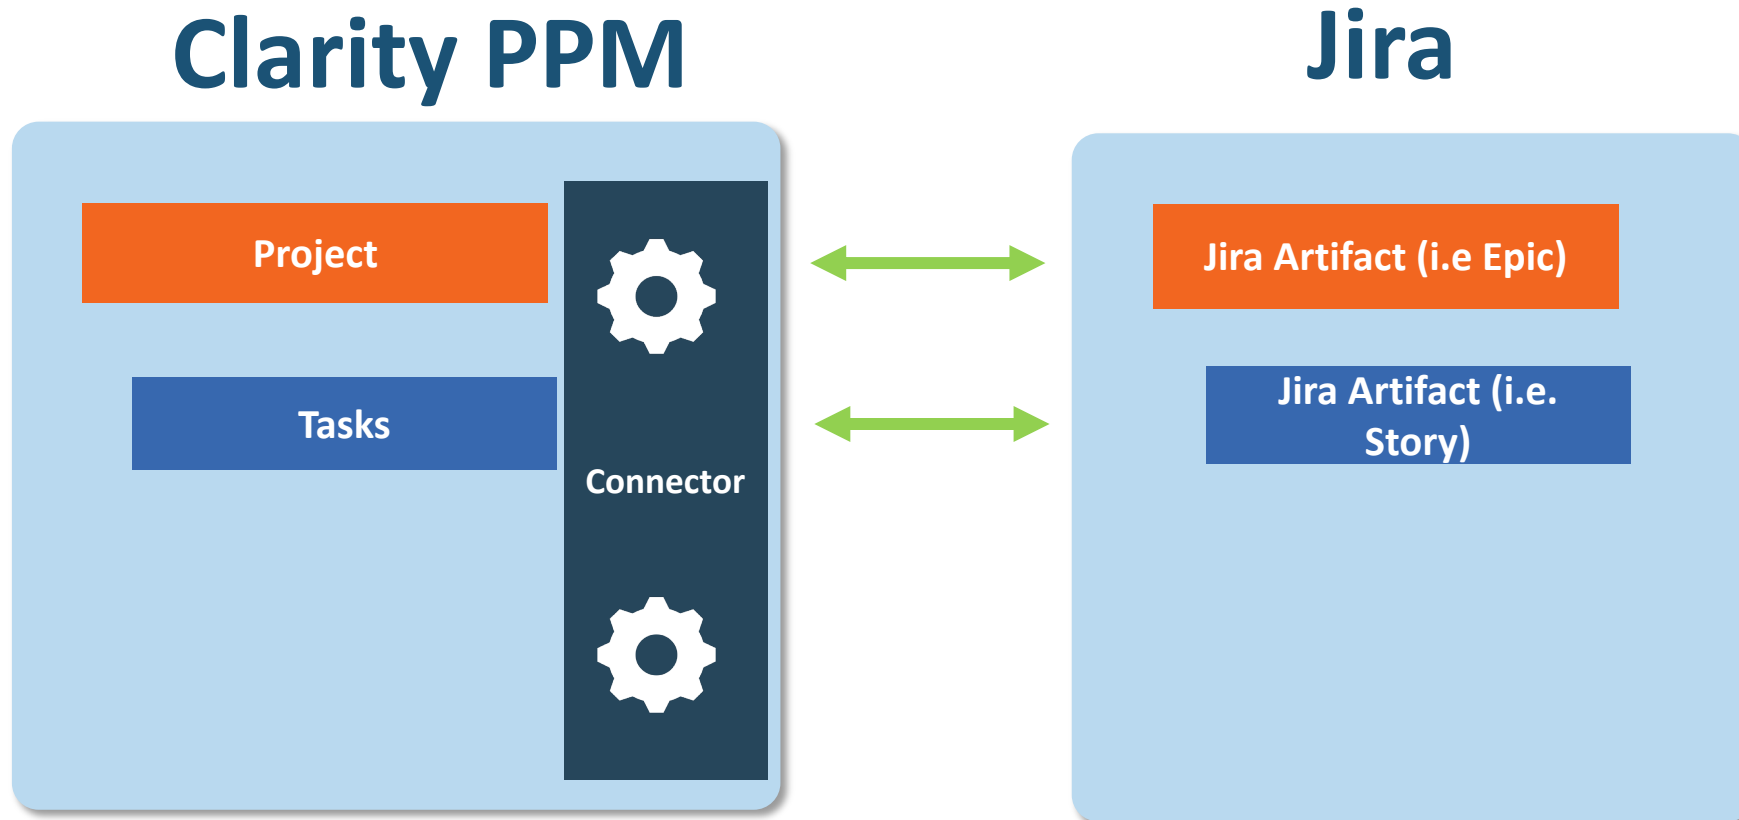 Clarity PPM
Jira
Project
Jira Artifact (i.e Epic)
Tasks
Jira Artifact (i.e.
Story)
Connector